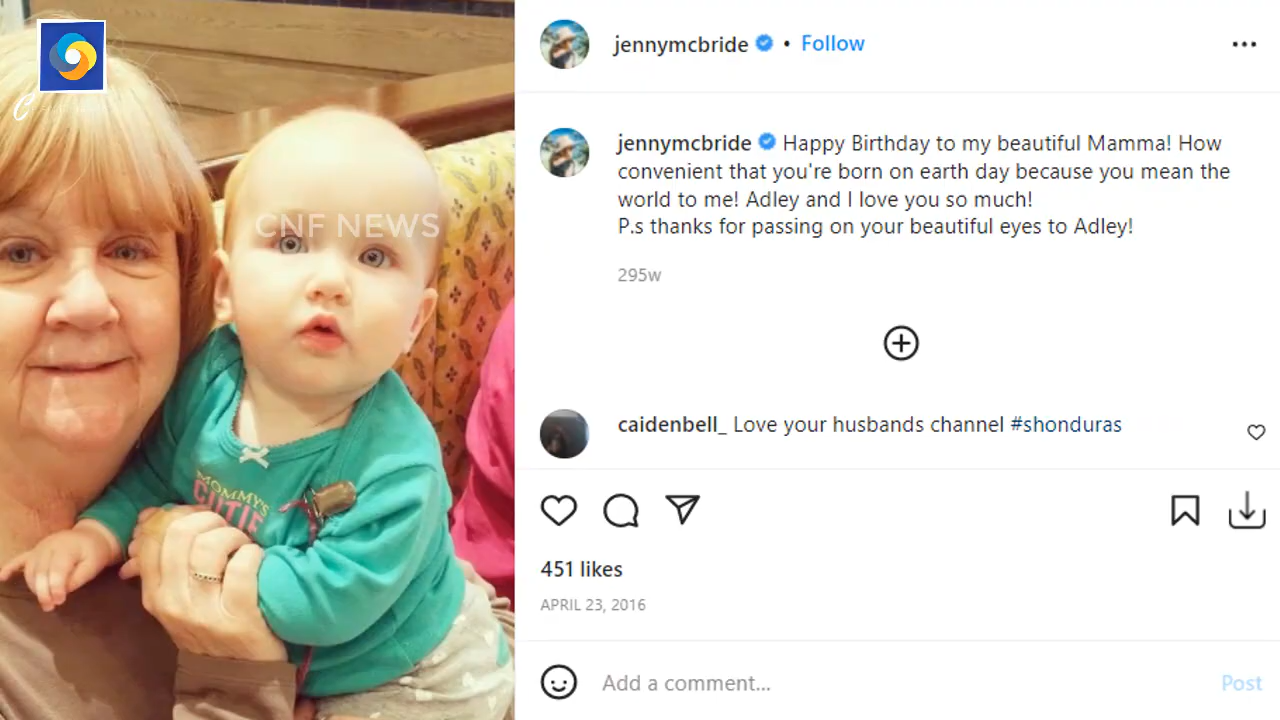 CNF NEWS
MOMMY'S
CUTIE
jennymcbride • Follow
jennymcbride Happy Birthday to my beautiful Mamma! How
convenient that you're born on earth day because you mean the
world to me! Adley and I love you so much!
P.s thanks for passing on your beautiful eyes to Adley!
295w
caidenbell_ Love your husbands channel #shonduras
451 likes
APRIL 23, 2016
Add a comment...
Post